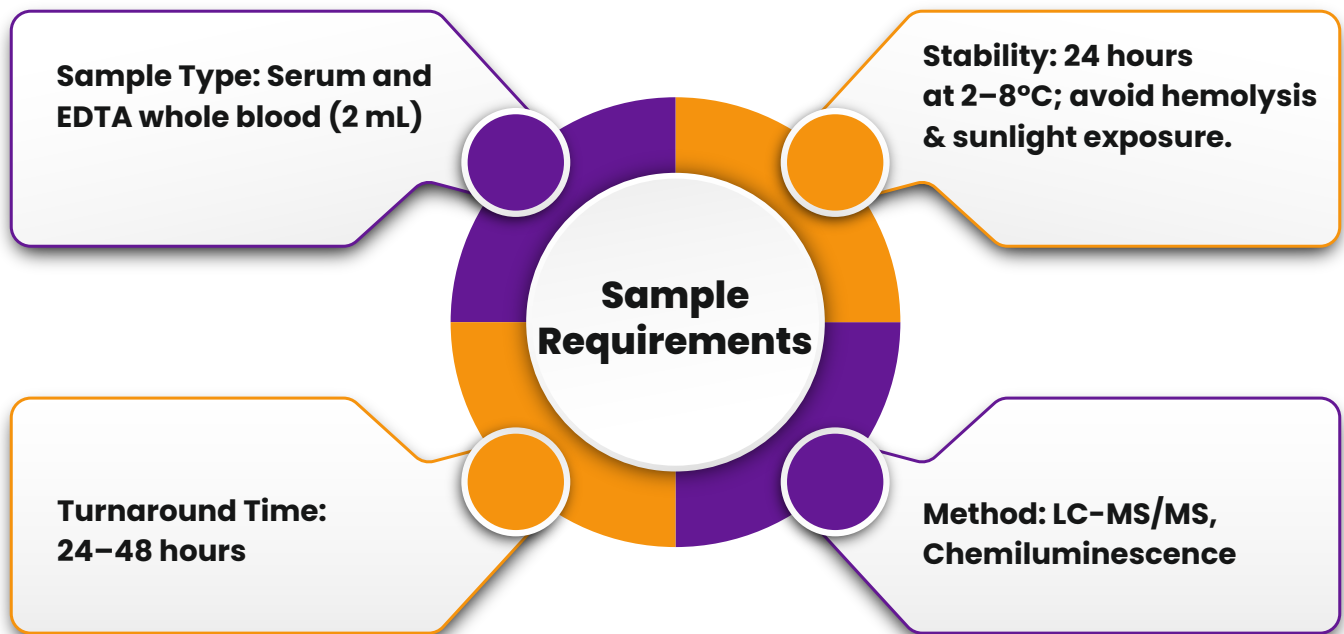 Sample Type: Serum and
EDTA whole blood (2 mL)
Stability: 24 hours
at 2–8°C; avoid hemolysis
& sunlight exposure.
Sample
Requirements
Turnaround Time:
24–48 hours
Method: LC-MS/MS,
Chemiluminescence